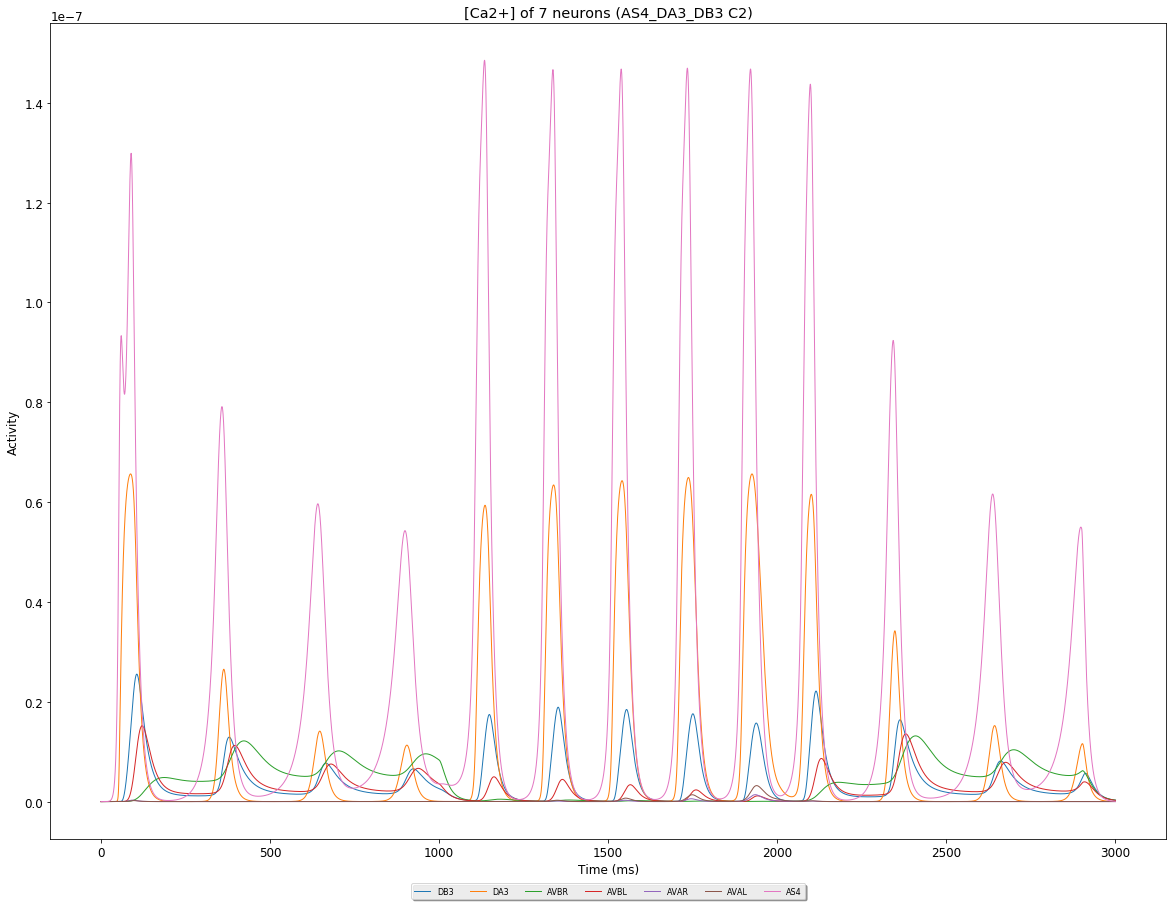 [Ca2+] of 7 neurons (AS4_DA3_DB3 C2)
1e−7
1.4
1.2
1.0
0.8
0.6
0.4
0.2
0.0
Activity
0 500 1000 1500 2000 2500 3000
Time (ms)
DB3 DA3 AVBR AVBL AVAR AVAL AS4